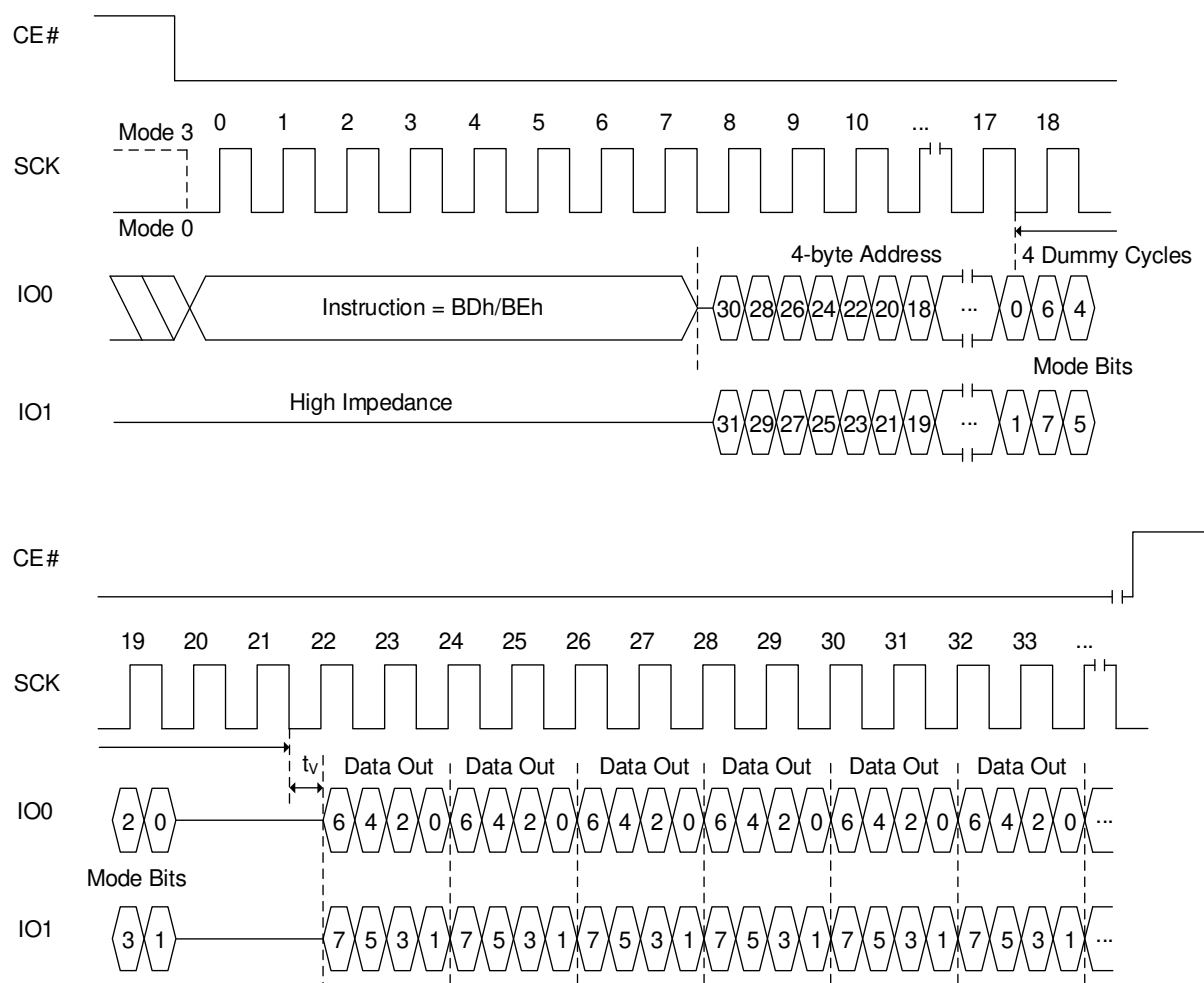 CE#
Mode 3 0 1 2 3 4 5 6 7 8 9 10 ... 17 18
SCK
Mode 0
4-byte Address 4 Dummy Cycles
IO0 Instruction = BDh/BEh 30 28 26 24 22 20 18 ... 0 6 4
Mode Bits
IO1 High Impedance 31 29 27 25 23 21 19 ... 1 7 5
CE#
19 20 21 22 23 24 25 26 27 28 29 30 31 32 33 ...
SCK
tV Data Out Data Out Data Out Data Out Data Out Data Out
IO0 2 0 6 4 2 0 6 4 2 0 6 4 2 0 6 4 2 0 6 4 2 0 6 4 2 0 ...
Mode Bits
IO1 3 1 7 5 3 1 7 5 3 1 7 5 3 1 7 5 3 1 7 5 3 1 7 5 3 1 ...